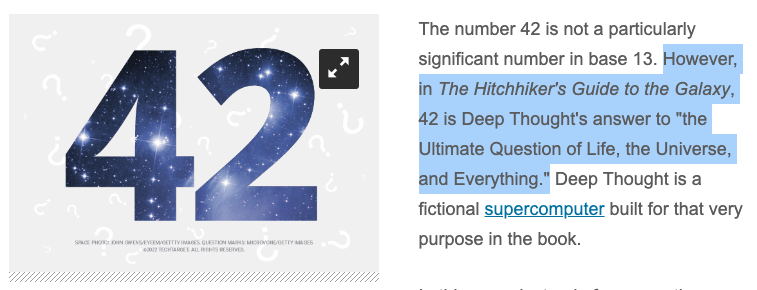 42
SPACE PHOTO: JOHN OWENS/EYEEM/GETTY IMAGES, QUESTION MARKS: MICROVONE/GETTY IMAGES
©2022 TECHTARGET. ALL RIGHTS RESERVED.
The number 42 is not a particularly
significant number in base 13. However,
in The Hitchhiker's Guide to the Galaxy,
42 is Deep Thought's answer to "the
Ultimate Question of Life, the Universe,
and Everything." Deep Thought is a
fictional supercomputer built for that very
purpose in the book.